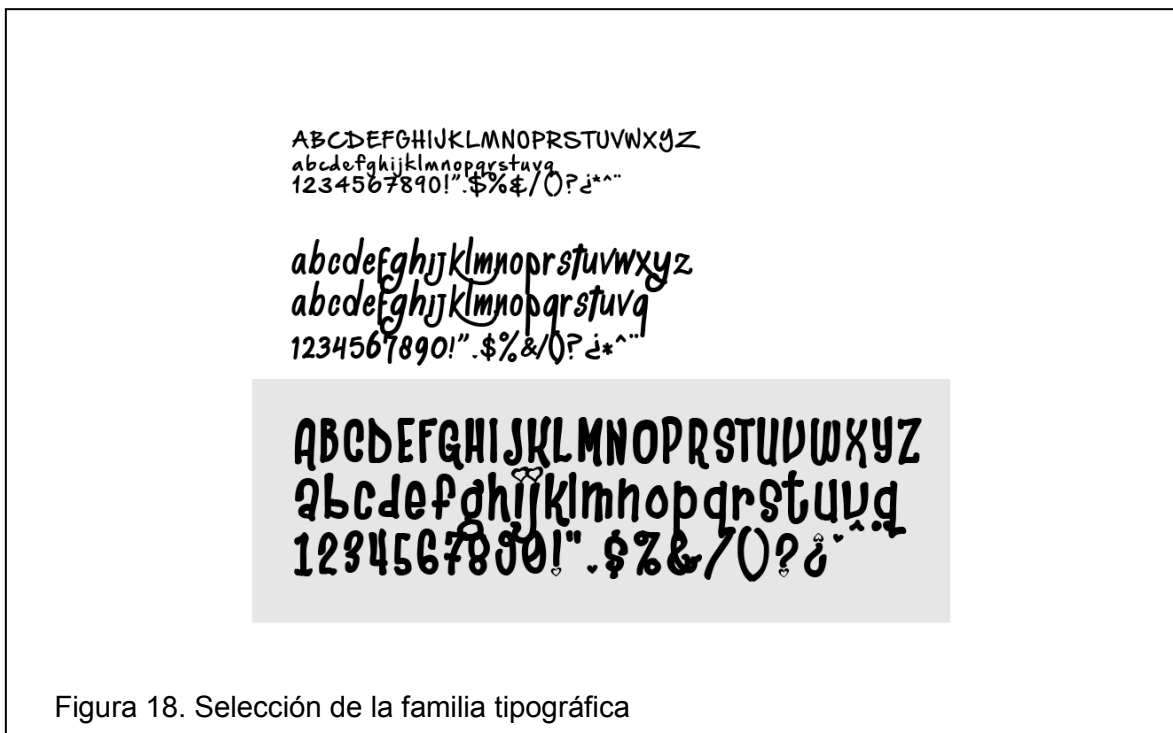 ABCDEFGHIJKLMNOPRSTUVWXYZ
abcdefghijklmnopqrstuvq
1234567890!".$%&/()?¿*^¨
abcdefghijklmnoprstuvwxyz
abcdefghijklmnopqrstuvq
1234567890!".$%&/()?¿*^¨
ABCDEFGHIJKLMNOPRSTUVWXYZ
abcdefghijklmnopqrstuvq
1234567890!".$%&/()?¿*^¨
Figura 18. Selección de la familia tipográfica